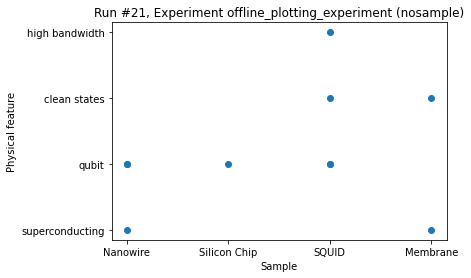 Run #21, Experiment offline_plotting_experiment (nosample)
high bandwidth
clean states
qubit
superconducting
Physical feature
Nanowire Silicon Chip SQUID Membrane
Sample